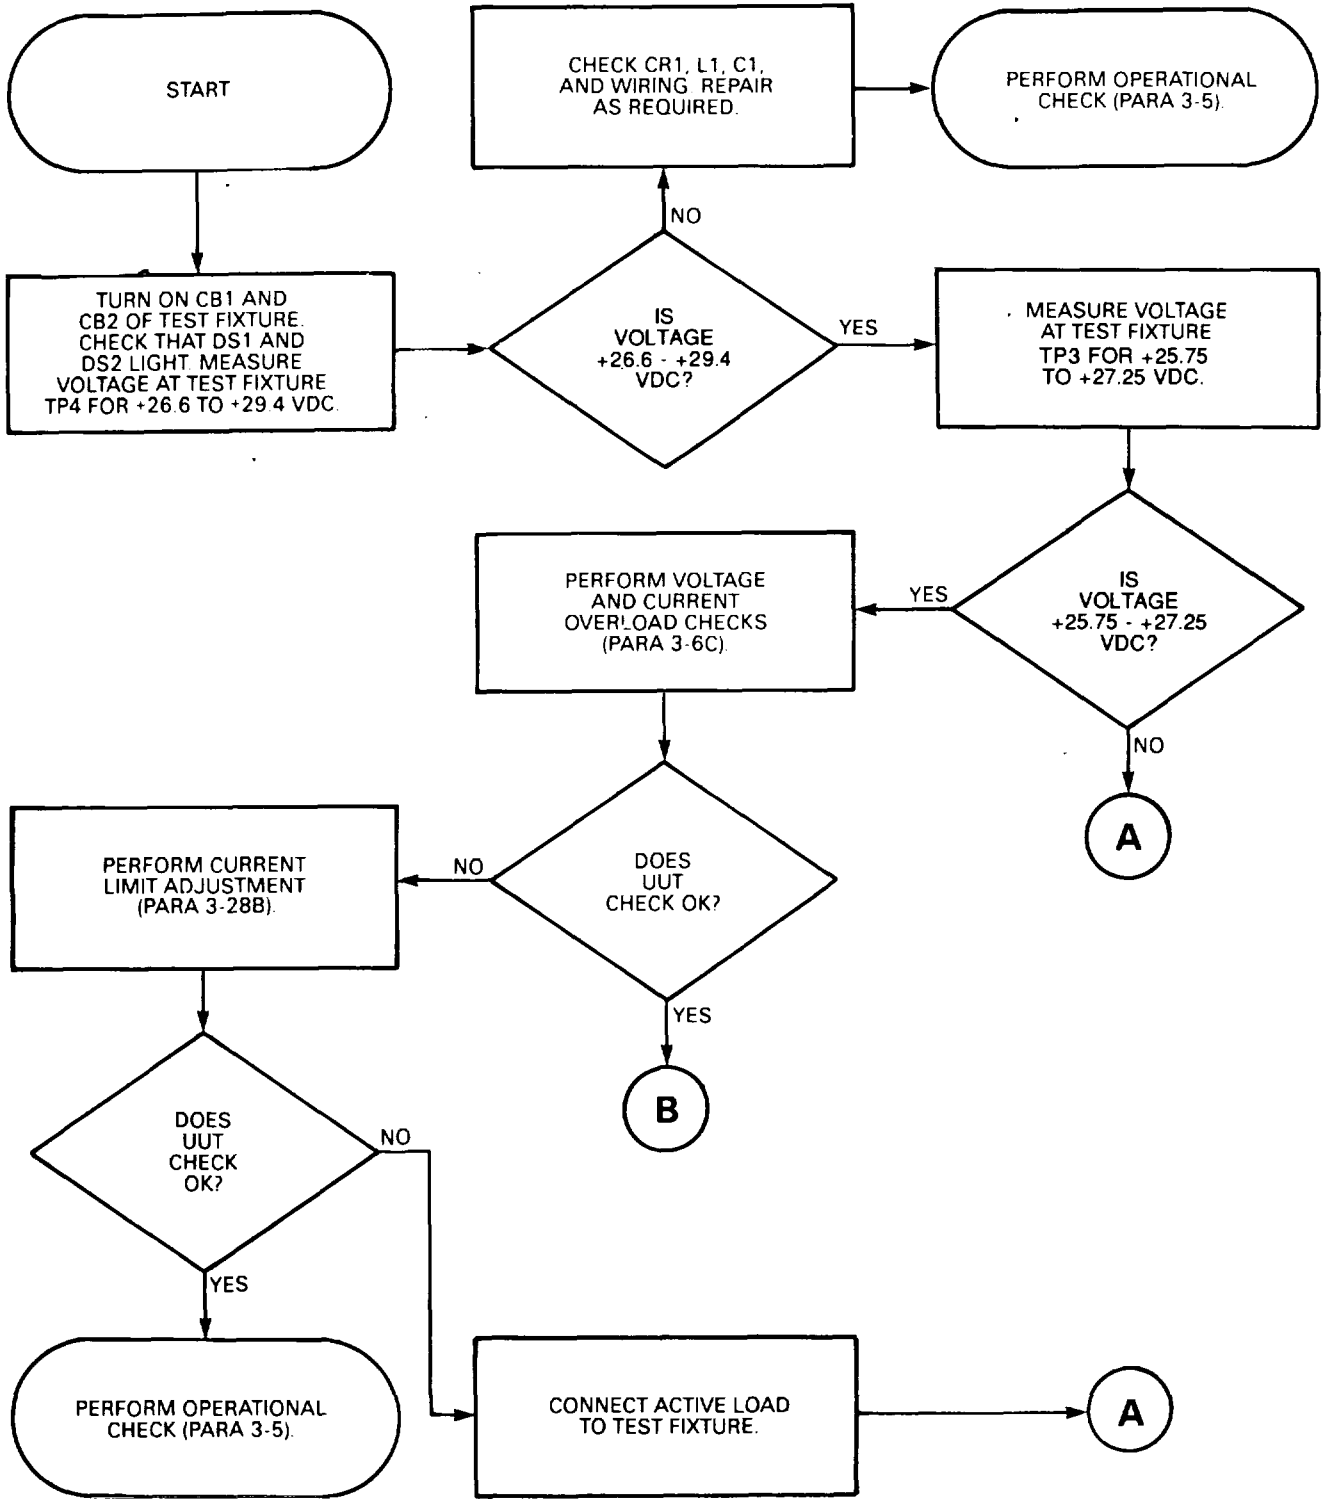 START
CHECK CR1, L1, C1,
AND WIRING. REPAIR
AS REQUIRED.
PERFORM OPERATIONAL
CHECK (PARA 3-5).
NO
TURN ON CB1 AND
CB2 OF TEST FIXTURE.
CHECK THAT DS1 AND
DS2 LIGHT. MEASURE
VOLTAGE AT TEST FIXTURE
TP4 FOR +26.6 TO +29.4 VDC.
IS
VOLTAGE
+26.6 - +29.4
VDC?
YES
MEASURE VOLTAGE
AT TEST FIXTURE
TP3 FOR +25.75
TO +27.25 VDC.
IS
VOLTAGE
+25.75 - +27.25
VDC?
YES
NO
A
PERFORM VOLTAGE
AND CURRENT
OVERLOAD CHECKS
(PARA 3-6C).
DOES
UUT
CHECK OK?
NO
YES
B
PERFORM CURRENT
LIMIT ADJUSTMENT
(PARA 3-28B).
DOES
UUT
CHECK
OK?
NO
YES
PERFORM OPERATIONAL
CHECK (PARA 3-5).
CONNECT ACTIVE LOAD
TO TEST FIXTURE.
A